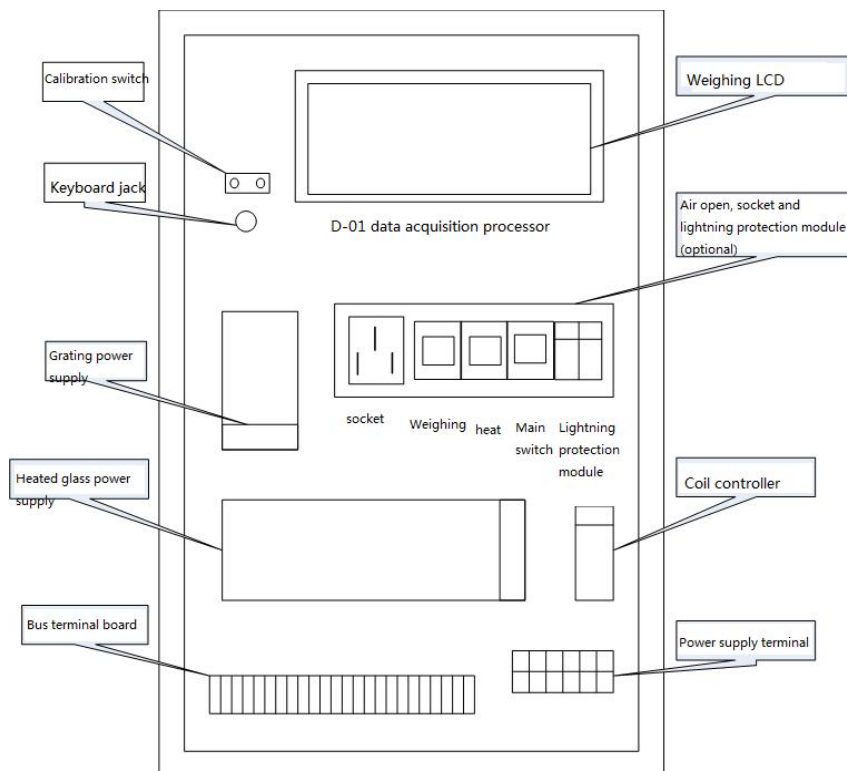 Calibration switch
Weighing LCD
Keyboard jack
Air open, socket and
lightning protection module
(optional)
D-01 data acquisition processor
Grating power
supply
socket
Weighing
heat
Main
switch
Lightning
protection
module
Heated glass power
supply
Coil controller
Bus terminal board
Power supply terminal